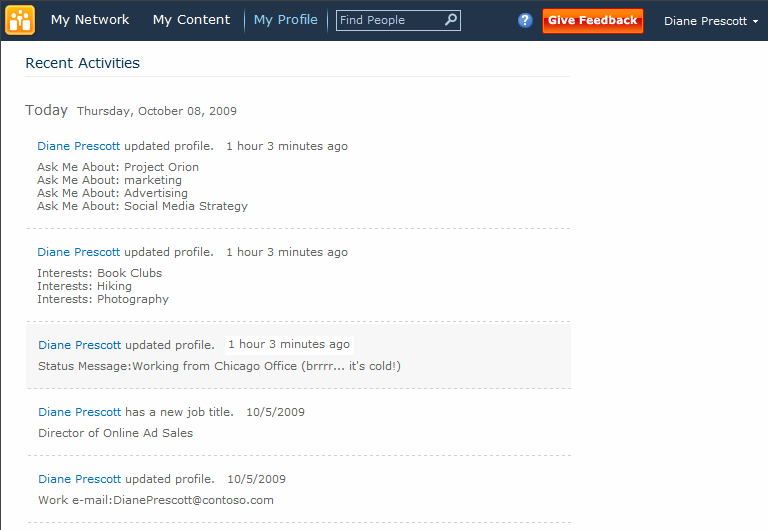 My Network My Content My Profile Find People ? Give Feedback Diane Prescott
Recent Activities
Today Thursday, October 08, 2009
Diane Prescott updated profile. 1 hour 3 minutes ago
Ask Me About: Project Orion
Ask Me About: marketing
Ask Me About: Advertising
Ask Me About: Social Media Strategy
Diane Prescott updated profile. 1 hour 3 minutes ago
Interests: Book Clubs
Interests: Hiking
Interests: Photography
Diane Prescott updated profile. 1 hour 3 minutes ago
Status Message:Working from Chicago Office (brrrr... it's cold!)
Diane Prescott has a new job title. 10/5/2009
Director of Online Ad Sales
Diane Prescott updated profile. 10/5/2009
Work e-mail:DianePrescott@contoso.com